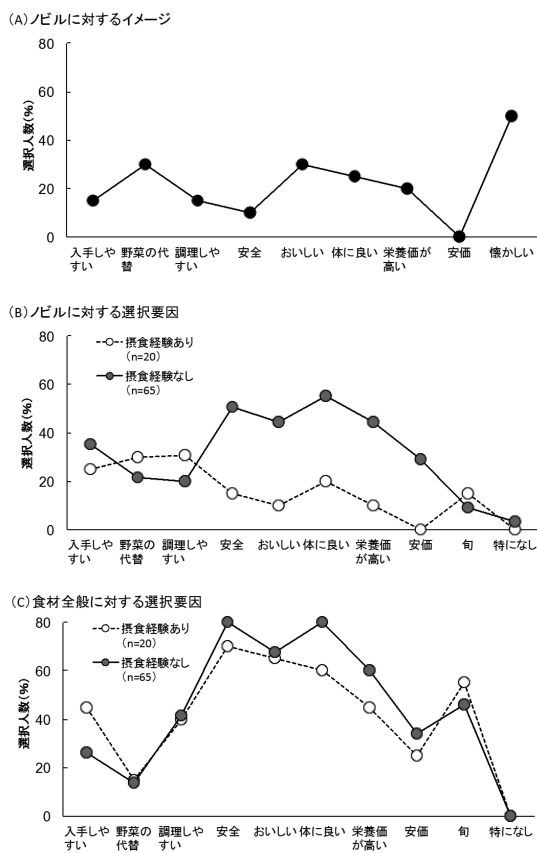 (A)ノビルに対するイメージ
選択人数(%)
80
60
40
20
0
入手しや
すい
野菜の代
替
調理しや
すい
安全
おいしい
体に良い
栄養価が
高い
安価
懐かしい
(B)ノビルに対する選択要因
選択人数(%)
80
60
40
20
0
摂食経験あり
(n=20)
摂食経験なし
(n=65)
入手しや
すい
野菜の
代替
調理しや
すい
安全
おいしい
体に良い
栄養価
が高い
安価
旬
特になし
(C)食材全般に対する選択要因
選択人数(%)
80
60
40
20
0
摂食経験あり
(n=20)
摂食経験なし
(n=65)
入手しや
すい
野菜の
代替
調理しや
すい
安全
おいしい
体に良い
栄養価
が高い
安価
旬
特になし